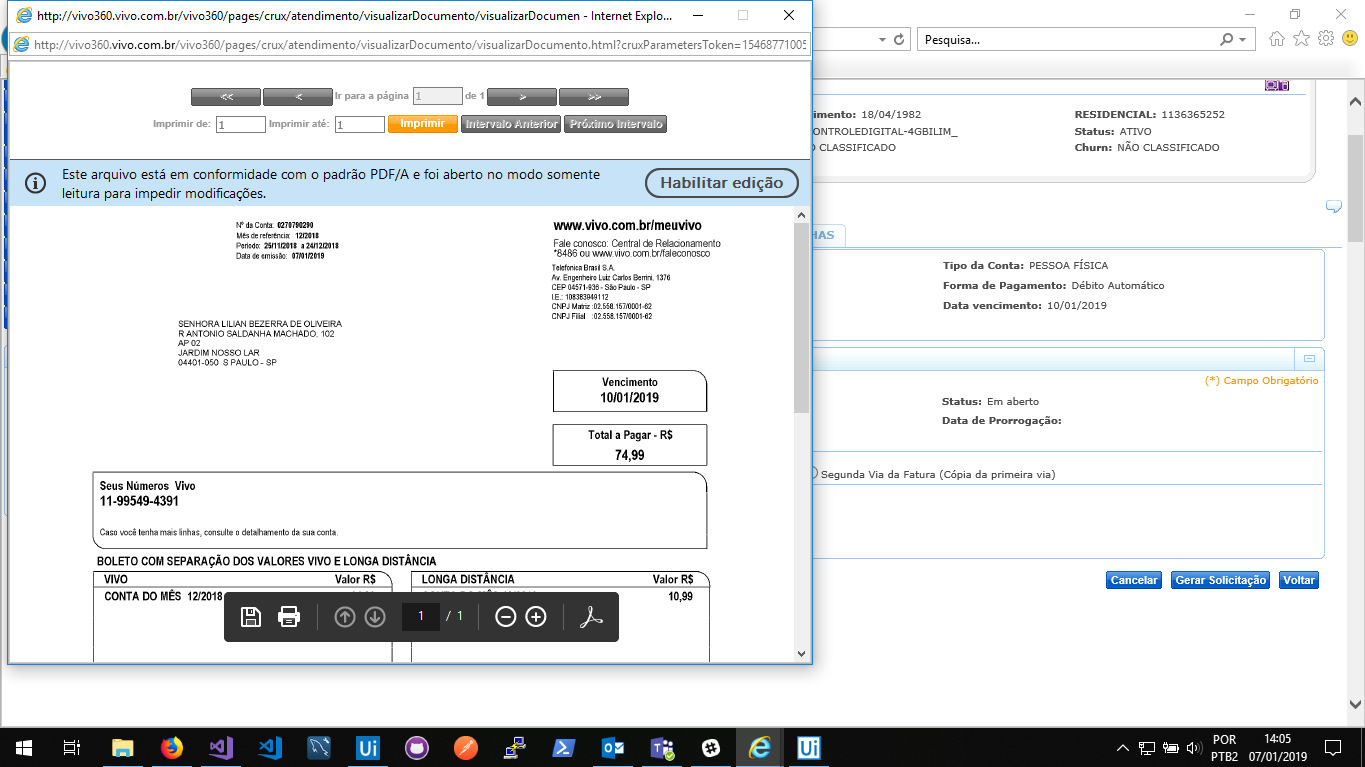 http://vivo360.vivo.com.br/vivo360/pages/crux/atendimento/visualizarDocumento/visualizarDocumen - Internet Explo...
http://vivo360.vivo.com.br/vivo360/pages/crux/atendimento/visualizarDocumento/visualizarDocumento.html?cruxParametersToken=15468771005
Pesquisa...
<< < Ir para a página 1 de 1 > >>
Imprimir de: 1 Imprimir até: 1 Imprimir Intervalo Anterior Próximo Intervalo
Este arquivo está em conformidade com o padrão PDF/A e foi aberto no modo somente
leitura para impedir modificações.
Habilitar edição
Nº da Conta: 0270790290
Mês de referência: 12/2018
Período: 25/11/2018 a 24/12/2018
Data de emissão: 07/01/2019
www.vivo.com.br/meuvivo
Fale conosco: Central de Relacionamento
*8486 ou www.vivo.com.br/faleconosco
Telefonica Brasil S.A.
Av. Engenheiro Luiz Carlos Berrini, 1376
CEP 04571-936 - São Paulo - SP
I.E.: 108383949112
CNPJ Matriz :02.558.157/0001-62
CNPJ Filial :02.558.157/0001-62
SENHORA LILIAN BEZERRA DE OLIVEIRA
R ANTONIO SALDANHA MACHADO, 102
AP 02
JARDIM NOSSO LAR
04401-050 S PAULO - SP
Vencimento
10/01/2019
Total a Pagar - R$
74,99
Seus Números Vivo
11-99549-4391
Caso você tenha mais linhas, consulte o detalhamento da sua conta.
BOLETO COM SEPARAÇÃO DOS VALORES VIVO E LONGA DISTÂNCIA
VIVO Valor R$
CONTA DO MÊS 12/2018
LONGA DISTÂNCIA Valor R$
10,99
1 / 1
imento: 18/04/1982
ONTROLEDIGITAL-4GBILIM_
O CLASSIFICADO
RESIDENCIAL: 1136365252
Status: ATIVO
Churn: NÃO CLASSIFICADO
HAS
Tipo da Conta: PESSOA FÍSICA
Forma de Pagamento: Débito Automático
Data vencimento: 10/01/2019
(*) Campo Obrigatório
Status: Em aberto
Data de Prorrogação:
Segunda Via da Fatura (Cópia da primeira via)
Cancelar Gerar Solicitação Voltar
Ui
Ui
POR
PTB2
14:05
07/01/2019